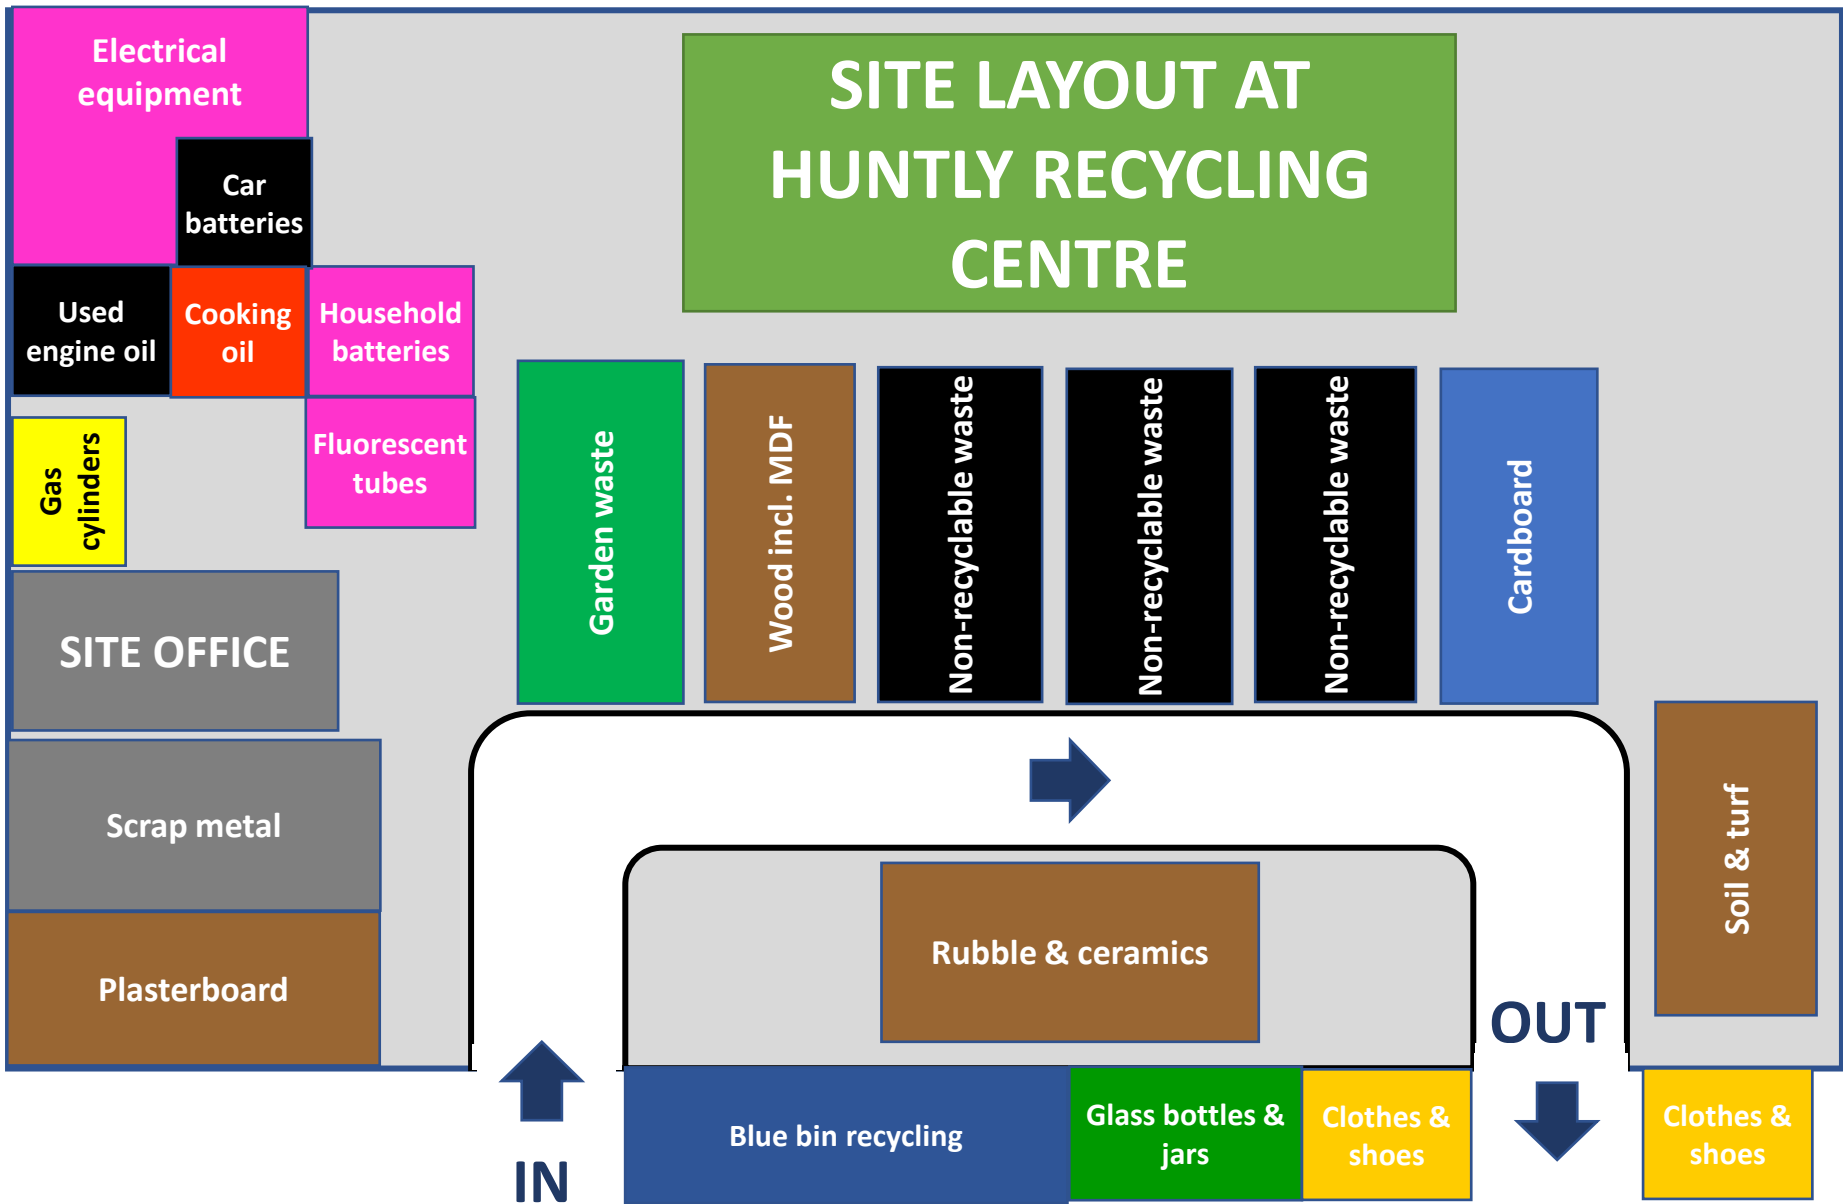 Electrical
equipment
SITE LAYOUT AT
HUNTLY RECYCLING
CENTRE
Car
batteries
Used
engine oil
Cooking
oil
Household
batteries
Fluorescent
tubes
Gas
cylinders
Garden waste
Wood incl. MDF
Non-recyclable waste
Non-recyclable waste
Non-recyclable waste
Cardboard
SITE OFFICE
Scrap metal
Plasterboard
Rubble & ceramics
Soil & turf
OUT
IN
Blue bin recycling
Glass bottles &
jars
Clothes &
shoes
Clothes &
shoes